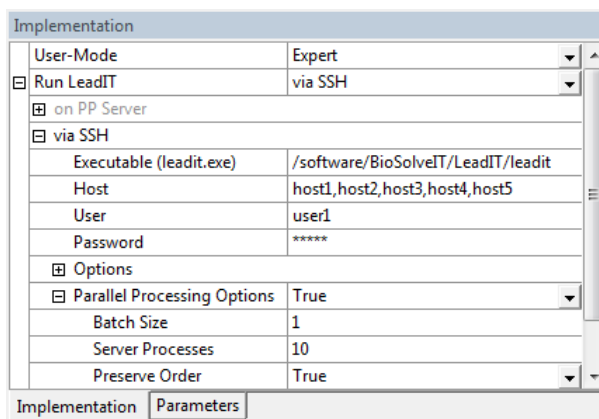 Implementation
User-Mode Expert
Run LeadIT via SSH
on PP Server
via SSH
Executable (leadit.exe) /software/BioSolveIT/LeadIT/leadit
Host host1,host2,host3,host4,host5
User user1
Password *****
Options
Parallel Processing Options True
Batch Size 1
Server Processes 10
Preserve Order True
Implementation Parameters